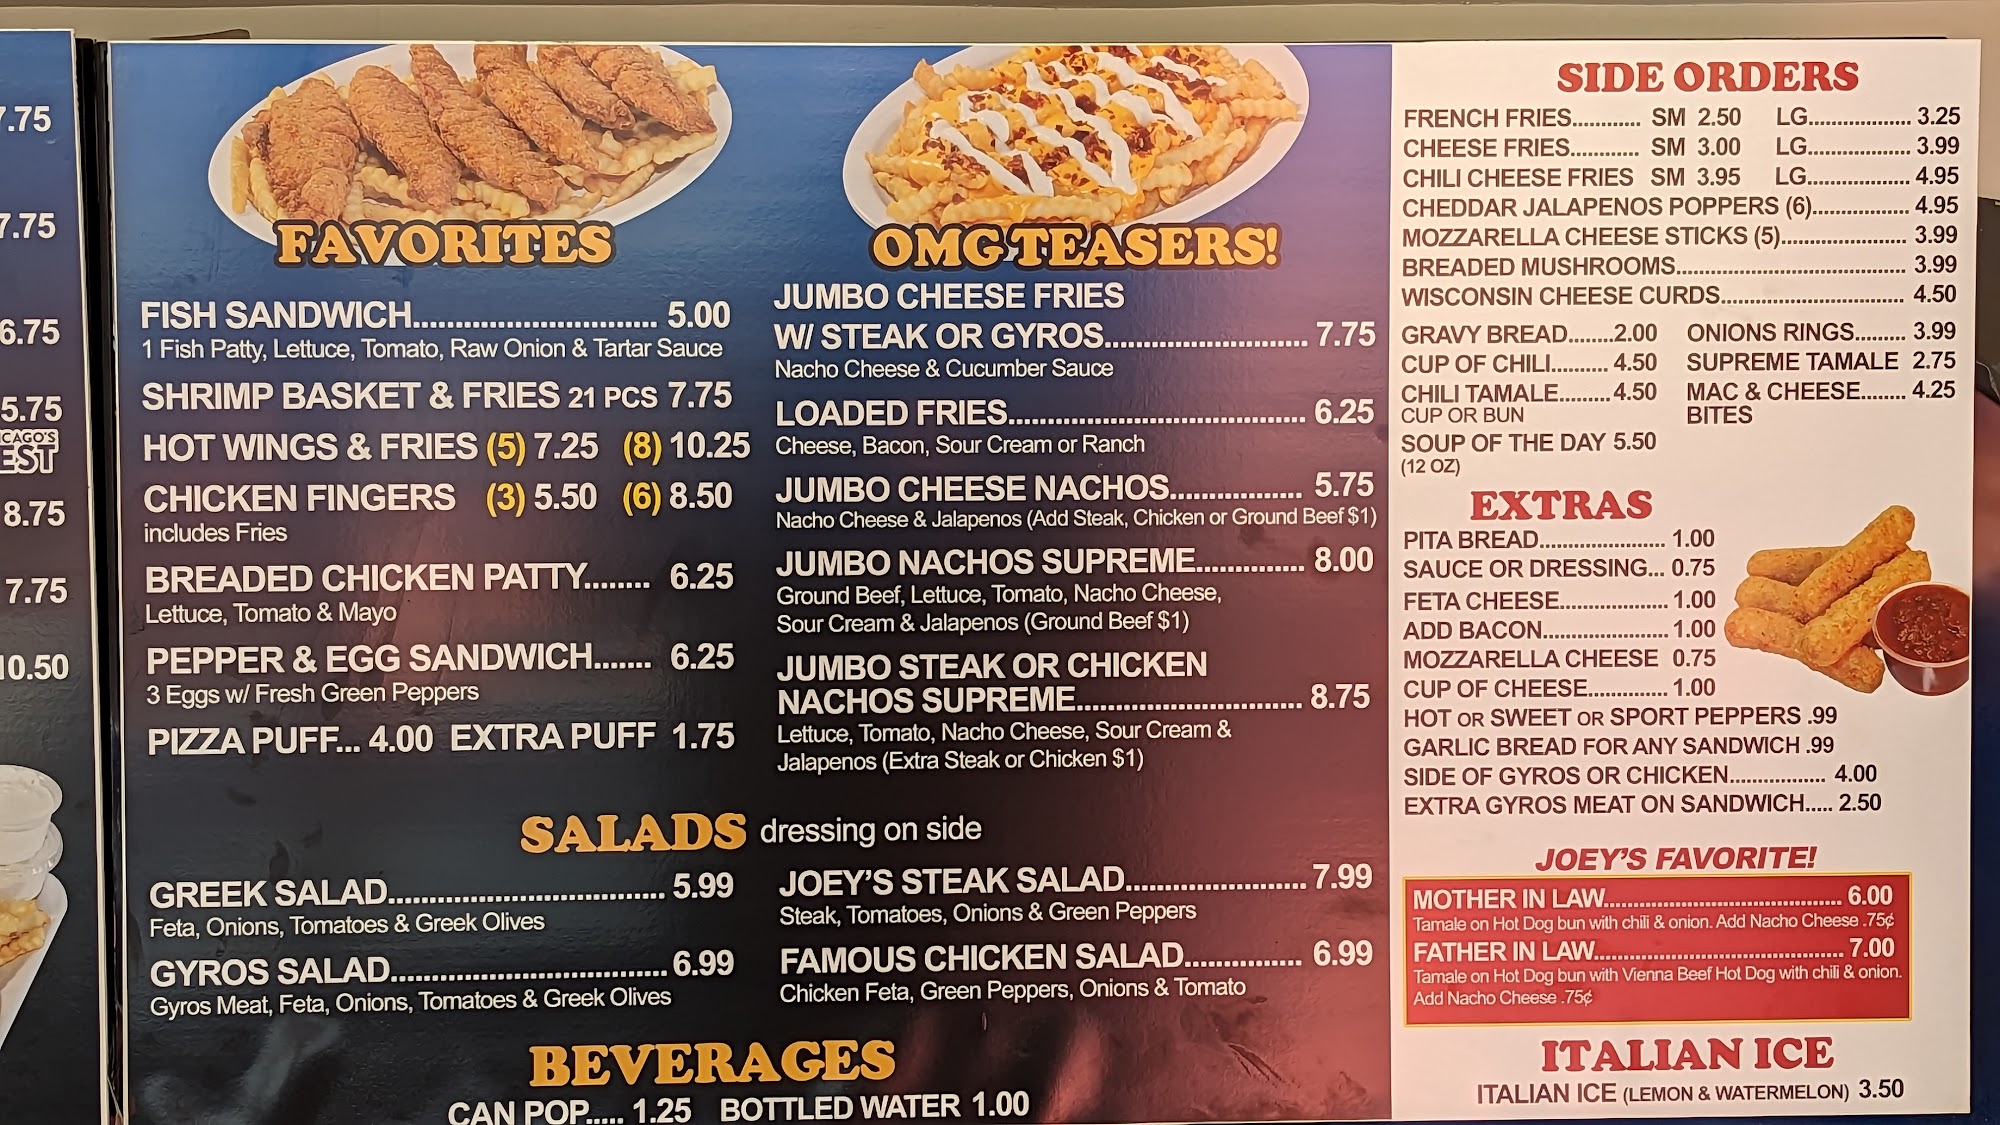 7.75
7.75
6.75
5.75
CAGO'S
EST
8.75
7.75
10.50
FAVORITES
FISH SANDWICH............................ 5.00
1 Fish Patty, Lettuce, Tomato, Raw Onion & Tartar Sauce
SHRIMP BASKET & FRIES 21 PCS 7.75
HOT WINGS & FRIES (5) 7.25 (8) 10.25
CHICKEN FINGERS (3) 5.50 (6) 8.50
includes Fries
BREADED CHICKEN PATTY........ 6.25
Lettuce, Tomato & Mayo
PEPPER & EGG SANDWICH....... 6.25
3 Eggs w/ Fresh Green Peppers
PIZZA PUFF... 4.00 EXTRA PUFF 1.75
OMG TEASERS!
JUMBO CHEESE FRIES
W/ STEAK OR GYROS........................ 7.75
Nacho Cheese & Cucumber Sauce
LOADED FRIES................................... 6.25
Cheese, Bacon, Sour Cream or Ranch
JUMBO CHEESE NACHOS................ 5.75
Nacho Cheese & Jalapenos (Add Steak, Chicken or Ground Beef $1)
JUMBO NACHOS SUPREME............. 8.00
Ground Beef, Lettuce, Tomato, Nacho Cheese,
Sour Cream & Jalapenos (Ground Beef $1)
JUMBO STEAK OR CHICKEN
NACHOS SUPREME........................... 8.75
Lettuce, Tomato, Nacho Cheese, Sour Cream &
Jalapenos (Extra Steak or Chicken $1)
SALADS dressing on side
GREEK SALAD................................ 5.99
Feta, Onions, Tomatoes & Greek Olives
GYROS SALAD................................ 6.99
Gyros Meat, Feta, Onions, Tomatoes & Greek Olives
JOEY'S STEAK SALAD...................... 7.99
Steak, Tomatoes, Onions & Green Peppers
FAMOUS CHICKEN SALAD.............. 6.99
Chicken Feta, Green Peppers, Onions & Tomato
BEVERAGES
CAN POP..... 1.25 BOTTLED WATER 1.00
SIDE ORDERS
FRENCH FRIES............ SM 2.50 LG................... 3.25
CHEESE FRIES............ SM 3.00 LG................... 3.99
CHILI CHEESE FRIES SM 3.95 LG................... 4.95
CHEDDAR JALAPENOS POPPERS (6)................. 4.95
MOZZARELLA CHEESE STICKS (5)...................... 3.99
BREADED MUSHROOMS........................................ 3.99
WISCONSIN CHEESE CURDS................................ 4.50
GRAVY BREAD........2.00 ONIONS RINGS......... 3.99
CUP OF CHILI.......... 4.50 SUPREME TAMALE 2.75
CHILI TAMALE.........4.50 MAC & CHEESE........ 4.25
CUP OR BUN BITES
SOUP OF THE DAY 5.50
(12 OZ)
EXTRAS
PITA BREAD....................... 1.00
SAUCE OR DRESSING... 0.75
FETA CHEESE.................... 1.00
ADD BACON....................... 1.00
MOZZARELLA CHEESE 0.75
CUP OF CHEESE.............. 1.00
HOT OR SWEET OR SPORT PEPPERS .99
GARLIC BREAD FOR ANY SANDWICH .99
SIDE OF GYROS OR CHICKEN................. 4.00
EXTRA GYROS MEAT ON SANDWICH..... 2.50
JOEY'S FAVORITE!
MOTHER IN LAW.......................................... 6.00
Tamale on Hot Dog bun with chili & onion. Add Nacho Cheese .75¢
FATHER IN LAW............................................ 7.00
Tamale on Hot Dog bun with Vienna Beef Hot Dog with chili & onion.
Add Nacho Cheese .75¢
ITALIAN ICE
ITALIAN ICE (LEMON & WATERMELON) 3.50